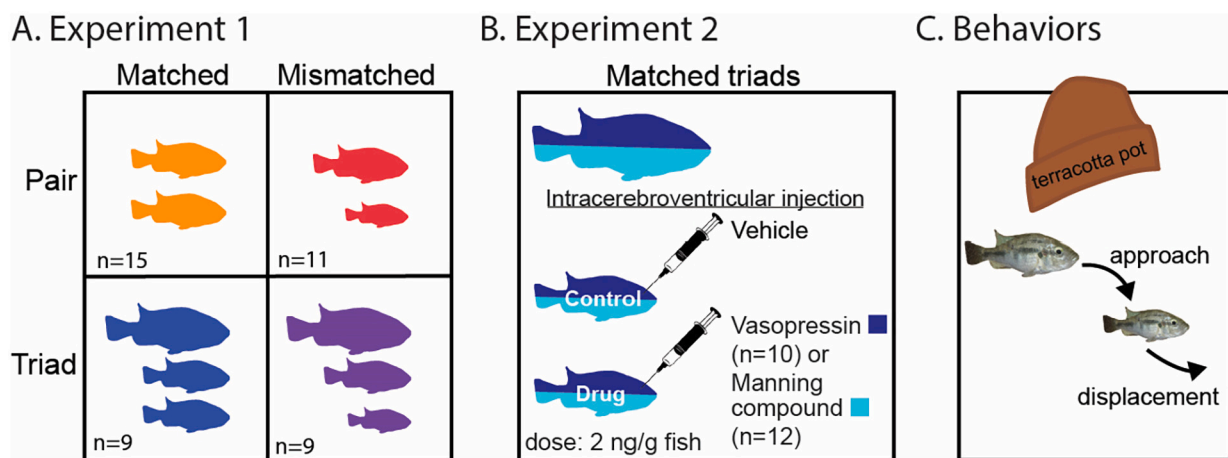 A. Experiment 1
Matched
Mismatched
Pair
n=15
n=11
Triad
n=9
n=9
B. Experiment 2
Matched triads
Intracerebroventricular injection
Vehicle
Control
Drug
Vasopressin
(n=10) or
Manning
compound
(n=12)
dose: 2 ng/g fish
C. Behaviors
terracotta pot
approach
displacement